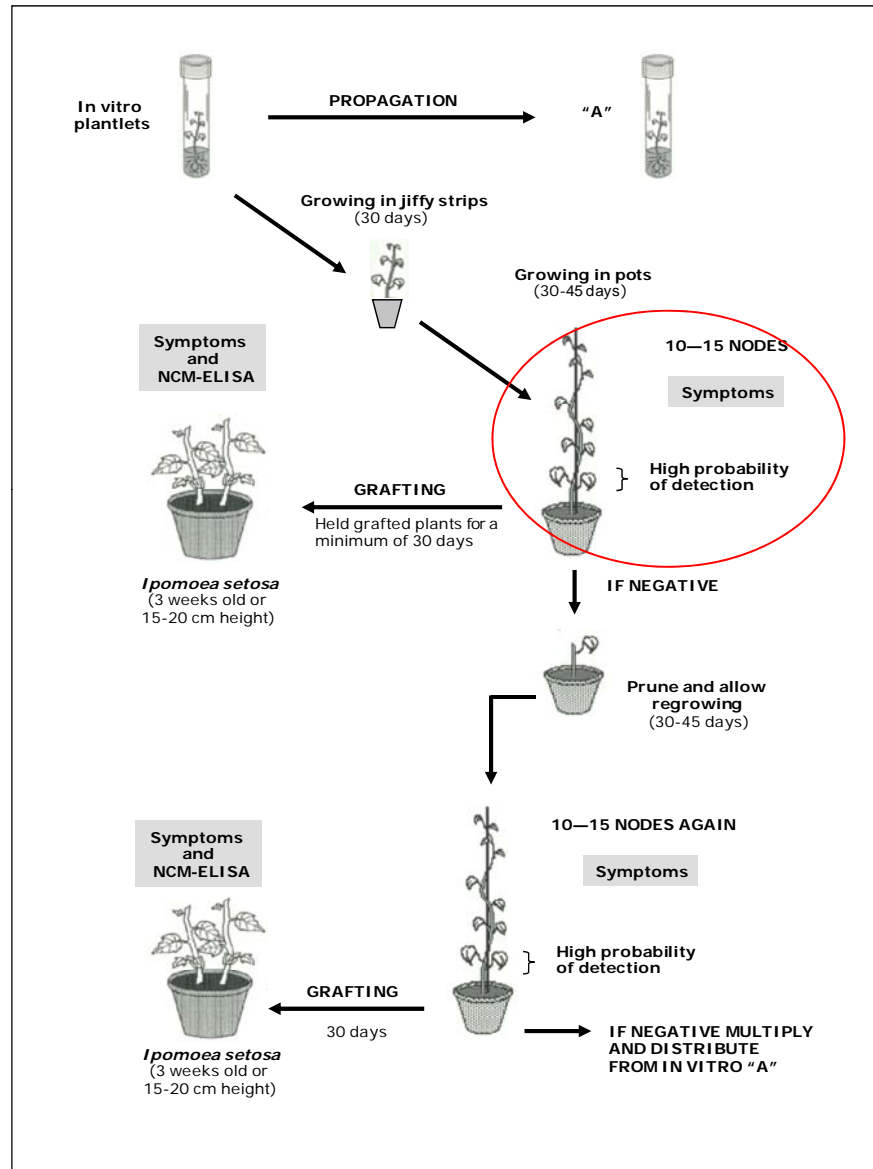 In vitro
plantlets
PROPAGATION
“A”
Growing in jiffy strips
(30 days)
Growing in pots
(30-45 days)
Symptoms
and
NCM-ELISA
10—15 NODES
Symptoms
High probability
of detection
GRAFTING
Held grafted plants for a
minimum of 30 days
Ipomoea setosa
(3 weeks old or
15-20 cm height)
IF NEGATIVE
Prune and allow
regrowing
(30-45 days)
10—15 NODES AGAIN
Symptoms
and
NCM-ELISA
Symptoms
High probability
of detection
GRAFTING
30 days
Ipomoea setosa
(3 weeks old or
15-20 cm height)
IF NEGATIVE MULTIPLY
AND DISTRIBUTE
FROM IN VITRO “A”